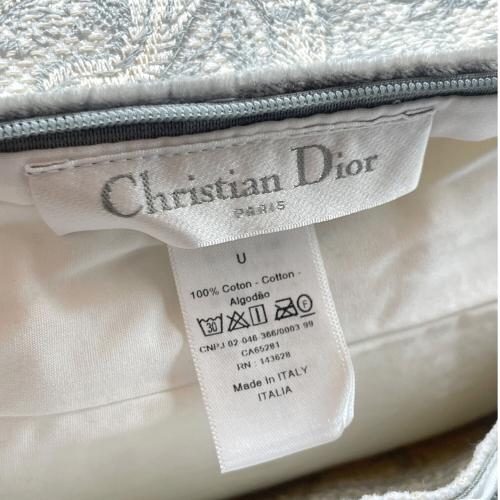 Christian Dior
PARIS
U
100% Coton - Cotton -
Algodão
30 F
CNPJ 02-046-366/0003 99
CA65281
RN : 143628
Made In ITALY
ITALIA